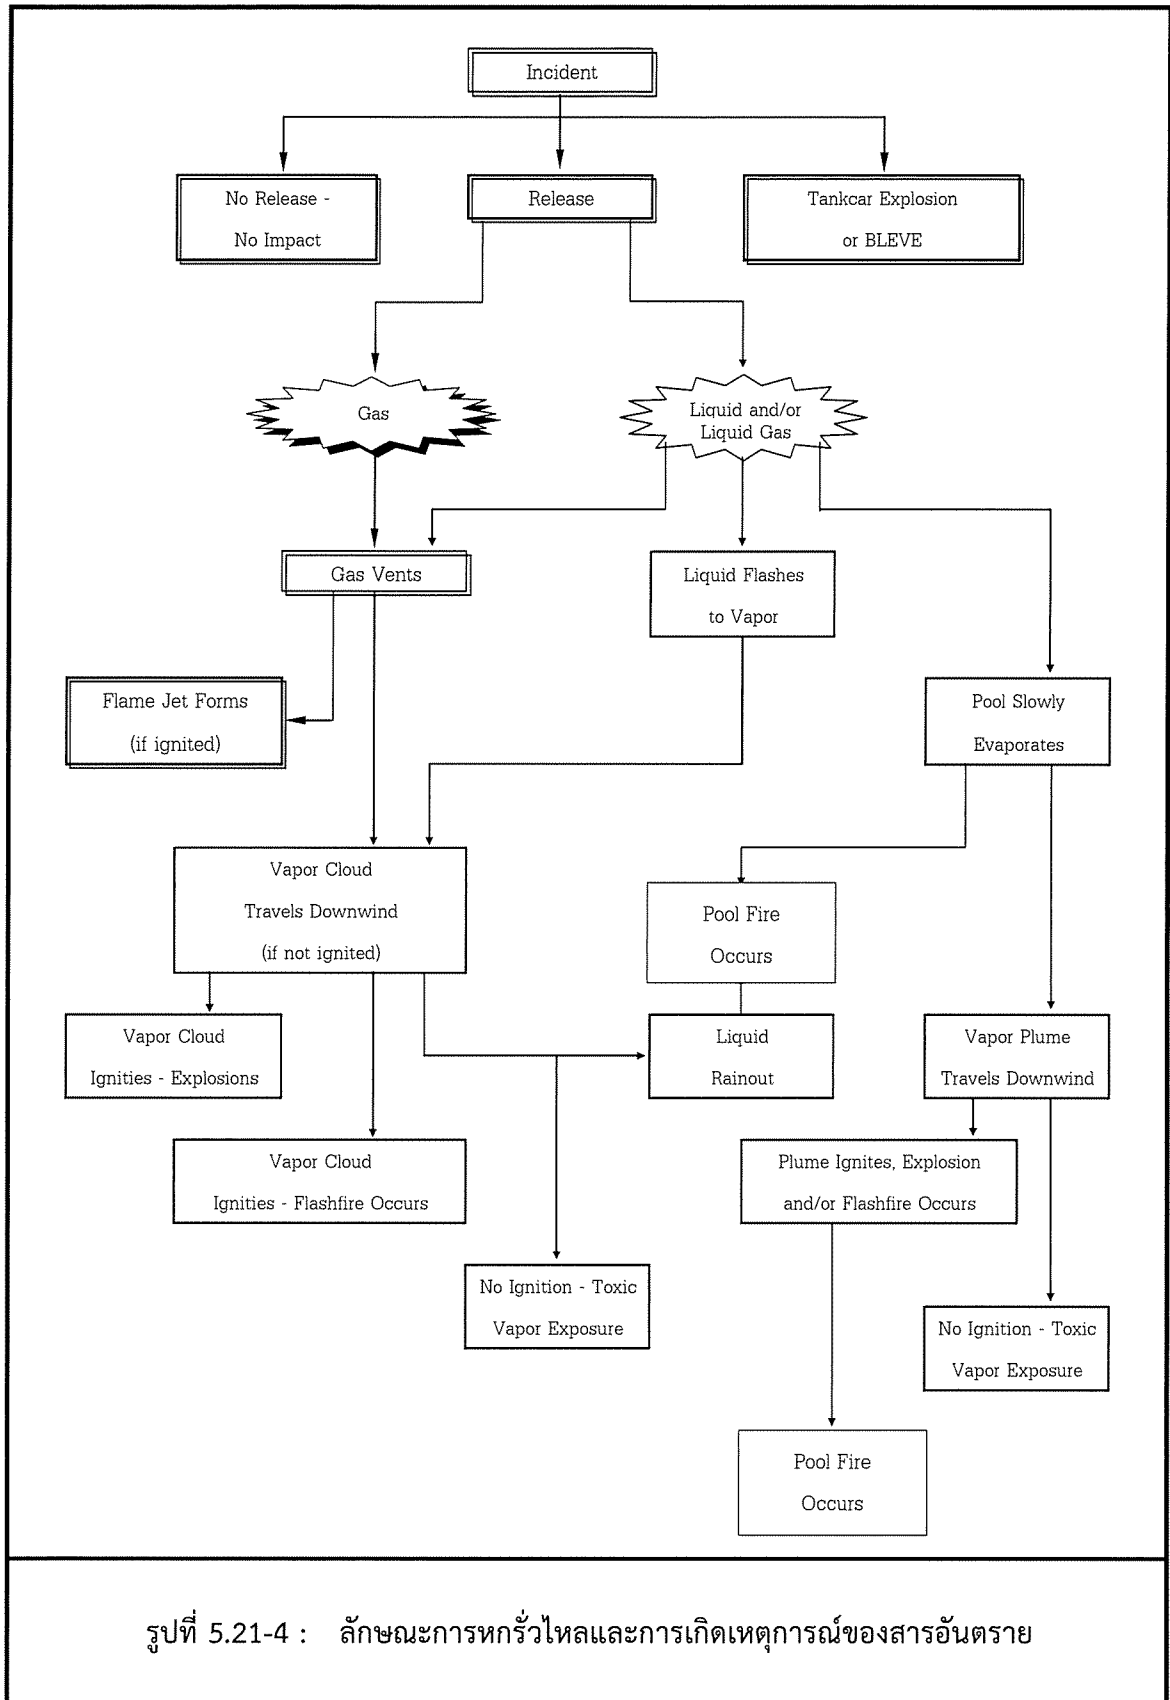 Incident
No Release -
No Impact
Release
Tankcar Explosion
or BLEVE
Gas
Liquid and/or
Liquid Gas
Gas Vents
Liquid Flashes
to Vapor
Flame Jet Forms
(if ignited)
Pool Slowly
Evaporates
Vapor Cloud
Travels Downwind
(if not ignited)
Pool Fire
Occurs
Vapor Cloud
Ignities - Explosions
Liquid
Rainout
Vapor Plume
Travels Downwind
Vapor Cloud
Ignities - Flashfire Occurs
Plume Ignites, Explosion
and/or Flashfire Occurs
No Ignition - Toxic
Vapor Exposure
No Ignition - Toxic
Vapor Exposure
Pool Fire
Occurs
รูปที่ 5.21-4 : ลักษณะการหกรั่วไหลและการเกิดเหตุการณ์ของสารอันตราย